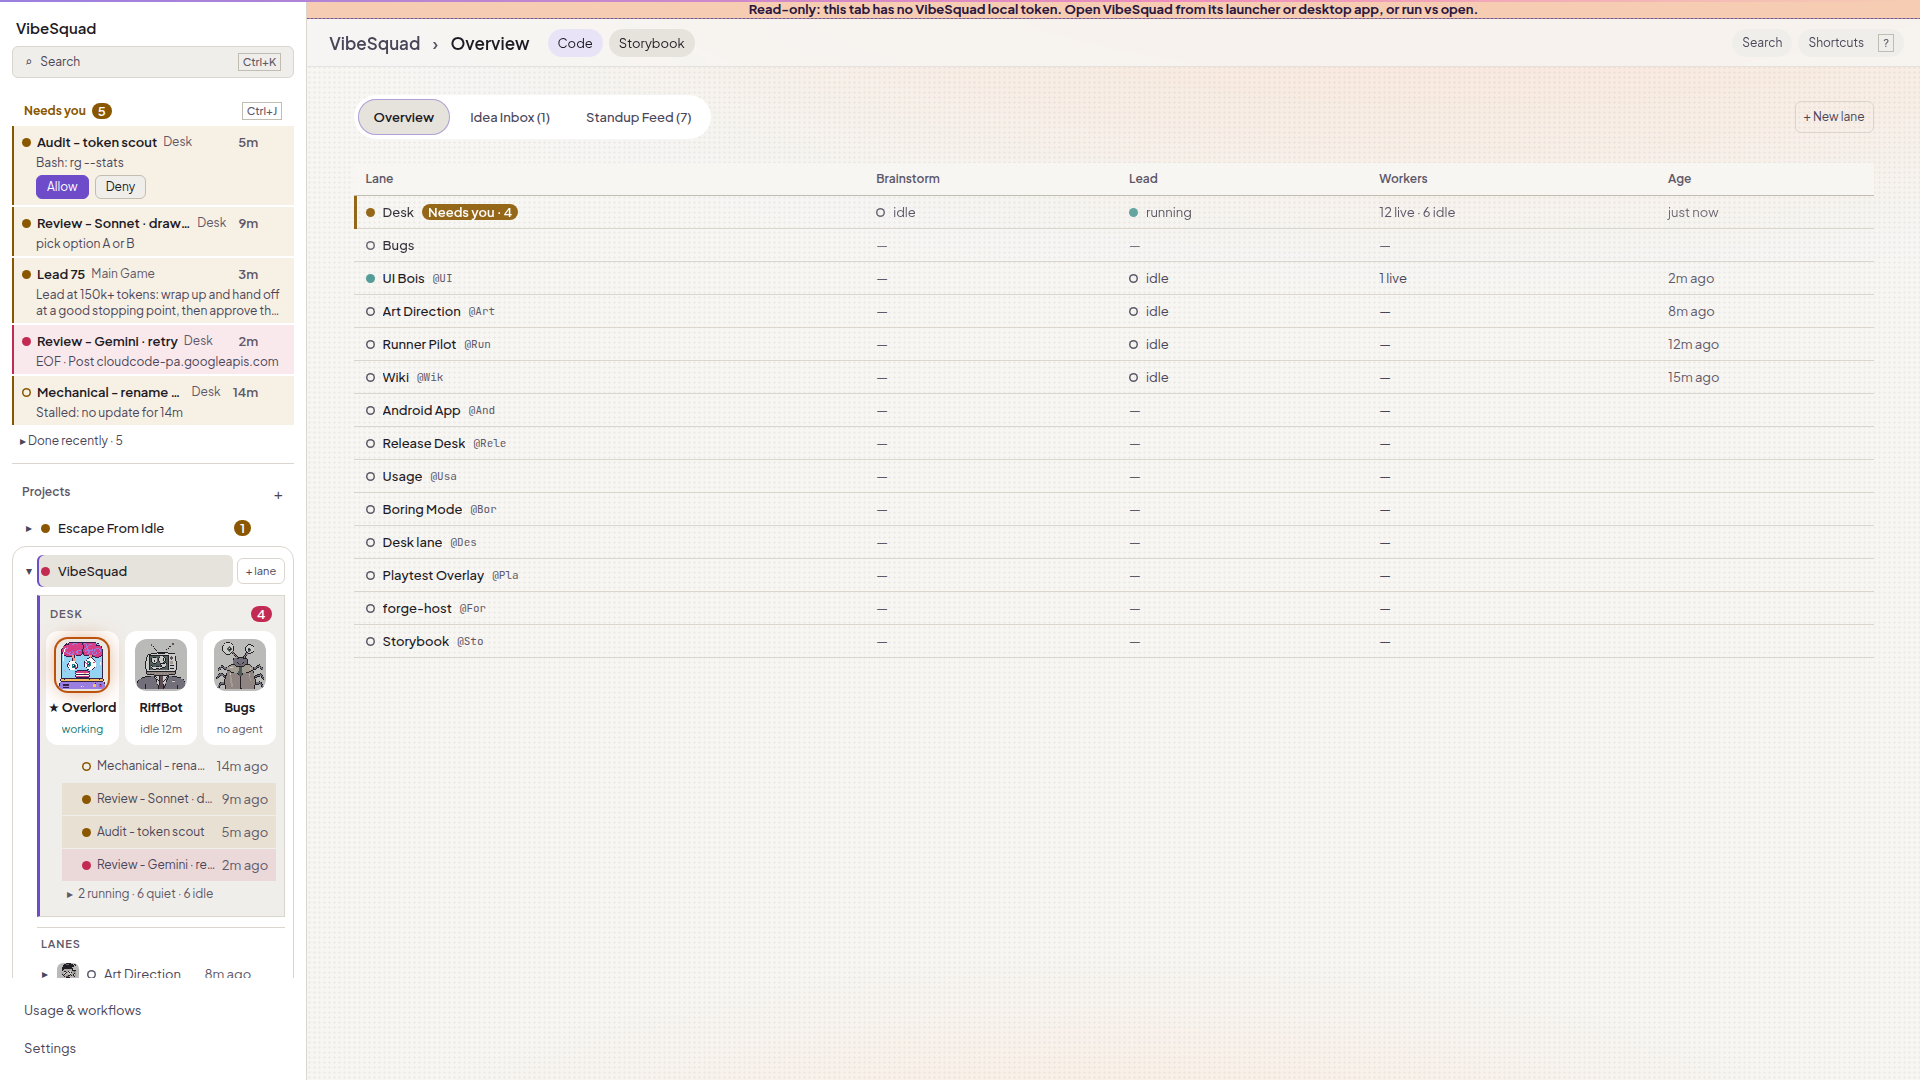 Read-only: this tab has no VibeSquad local token. Open VibeSquad from its launcher or desktop app, or run vs open.
VibeSquad
Search Ctrl+K
Needs you 5 Ctrl+J
Audit - token scout Desk 5m
Bash: rg --stats
Allow Deny
Review - Sonnet · draw… Desk 9m
pick option A or B
Lead 75 Main Game 3m
Lead at 150k+ tokens: wrap up and hand off
at a good stopping point, then approve th…
Review - Gemini · retry Desk 2m
EOF · Post cloudcode-pa.googleapis.com
Mechanical - rename … Desk 14m
Stalled: no update for 14m
▸ Done recently · 5
Projects +
▸ Escape From Idle 1
▾ VibeSquad + lane
DESK 4
★ Overlord RiffBot Bugs
working idle 12m no agent
Mechanical - rena… 14m ago
Review - Sonnet · d… 9m ago
Audit - token scout 5m ago
Review - Gemini · re… 2m ago
▸ 2 running · 6 quiet · 6 idle
LANES
▸ Art Direction 8m ago
Usage & workflows
Settings
VibeSquad › Overview Code Storybook Search Shortcuts ?
Overview Idea Inbox (1) Standup Feed (7) + New lane
Lane Brainstorm Lead Workers Age
Desk Needs you · 4 idle running 12 live · 6 idle just now
Bugs — — —
UI Bois @UI — idle 1 live 2m ago
Art Direction @Art — idle — 8m ago
Runner Pilot @Run — idle — 12m ago
Wiki @Wik — idle — 15m ago
Android App @And — — —
Release Desk @Rele — — —
Usage @Usa — — —
Boring Mode @Bor — — —
Desk lane @Des — — —
Playtest Overlay @Pla — — —
forge-host @For — — —
Storybook @Sto — — —